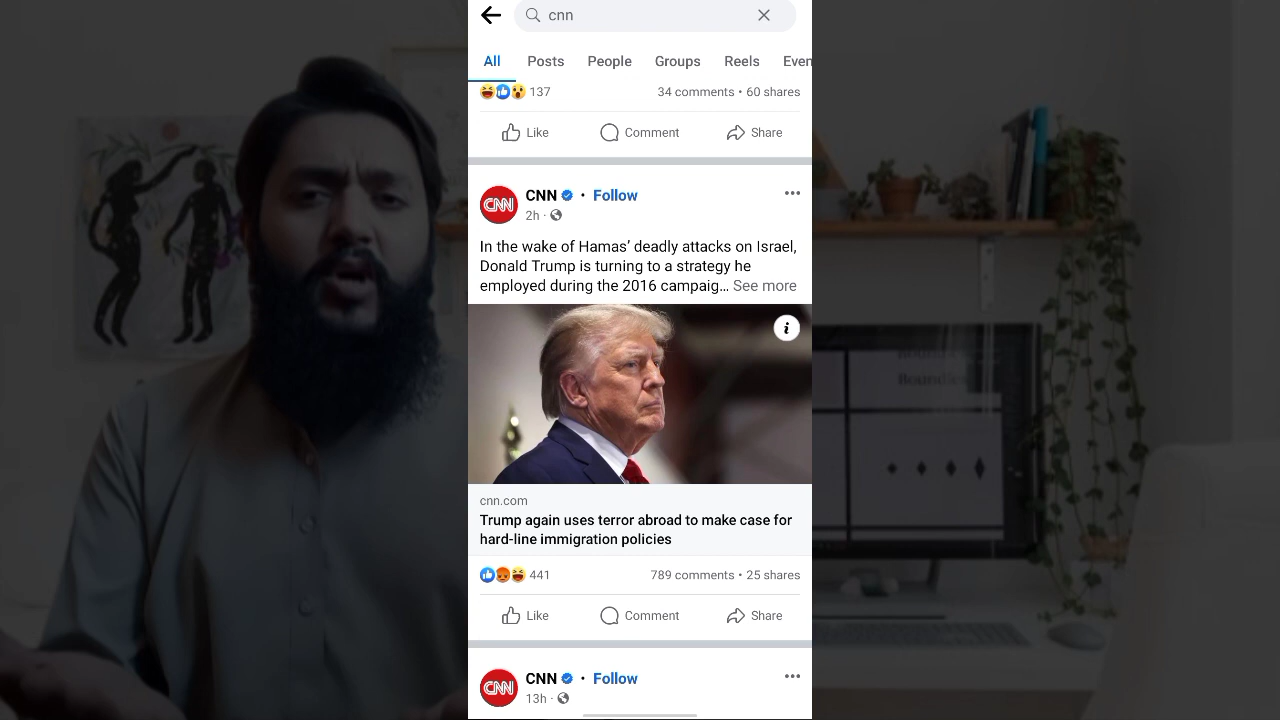 cnn
All Posts People Groups Reels Even
137 34 comments • 60 shares
Like Comment Share
CNN • Follow
2h ·
In the wake of Hamas’ deadly attacks on Israel,
Donald Trump is turning to a strategy he
employed during the 2016 campaig... See more
cnn.com
Trump again uses terror abroad to make case for
hard-line immigration policies
441 789 comments • 25 shares
Like Comment Share
CNN • Follow
13h ·